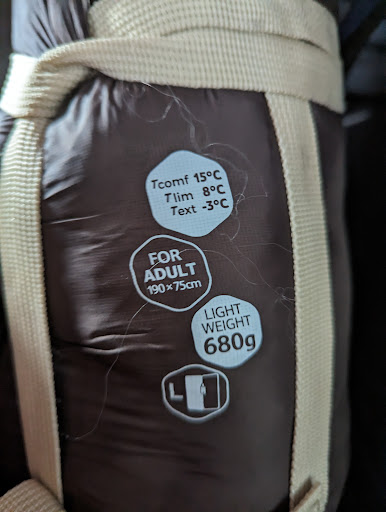 Tcomf 15°C
Tlim 8°C
Text -3°C
FOR
ADULT
190×75cm
LIGHT
WEIGHT
680g
L